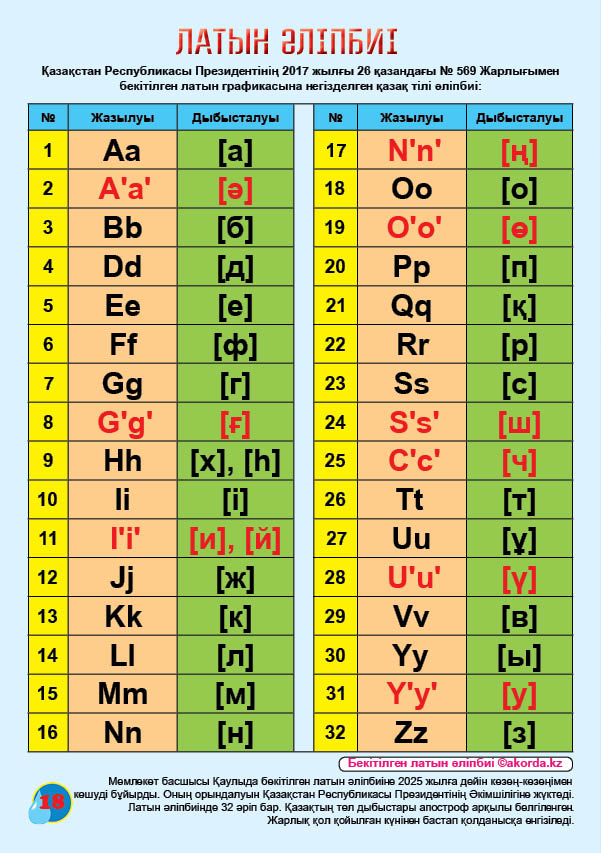 ЛАТЫН ӘЛІПБИІ
Қазақстан Республикасы Президентінің 2017 жылғы 26 қазандағы № 569 Жарлығымен
бекітілген латын графикасына негізделген қазақ тілі әліпбиі:
№ Жазылуы Дыбысталуы
1 Aa [а]
2 A'a' [ә]
3 Bb [б]
4 Dd [д]
5 Ee [е]
6 Ff [ф]
7 Gg [г]
8 G'g' [ғ]
9 Hh [х], [һ]
10 Ii [і]
11 I'i' [и], [й]
12 Jj [ж]
13 Kk [к]
14 Ll [л]
15 Mm [м]
16 Nn [н]
№ Жазылуы Дыбысталуы
17 N'n' [ң]
18 Oo [о]
19 O'o' [ө]
20 Pp [п]
21 Qq [қ]
22 Rr [р]
23 Ss [с]
24 S's' [ш]
25 C'c' [ч]
26 Tt [т]
27 Uu [ұ]
28 U'u' [ү]
29 Vv [в]
30 Yy [ы]
31 Y'y' [у]
32 Zz [з]
Бекітілген латын әліпбиі ©akorda.kz
Мемлекет басшысы Қаулыда бекітілген латын әліпбиіне 2025 жылға дейін кезең-кезеңімен
көшуді бұйырды. Оның орындалуын Қазақстан Республикасы Президентінің Әкімшілігіне жүктеді.
Латын әліпбиінде 32 әріп бар. Қазақтың төл дыбыстары апостроф арқылы белгіленген.
Жарлық қол қойылған күнінен бастап қолданысқа енгізіледі.
18